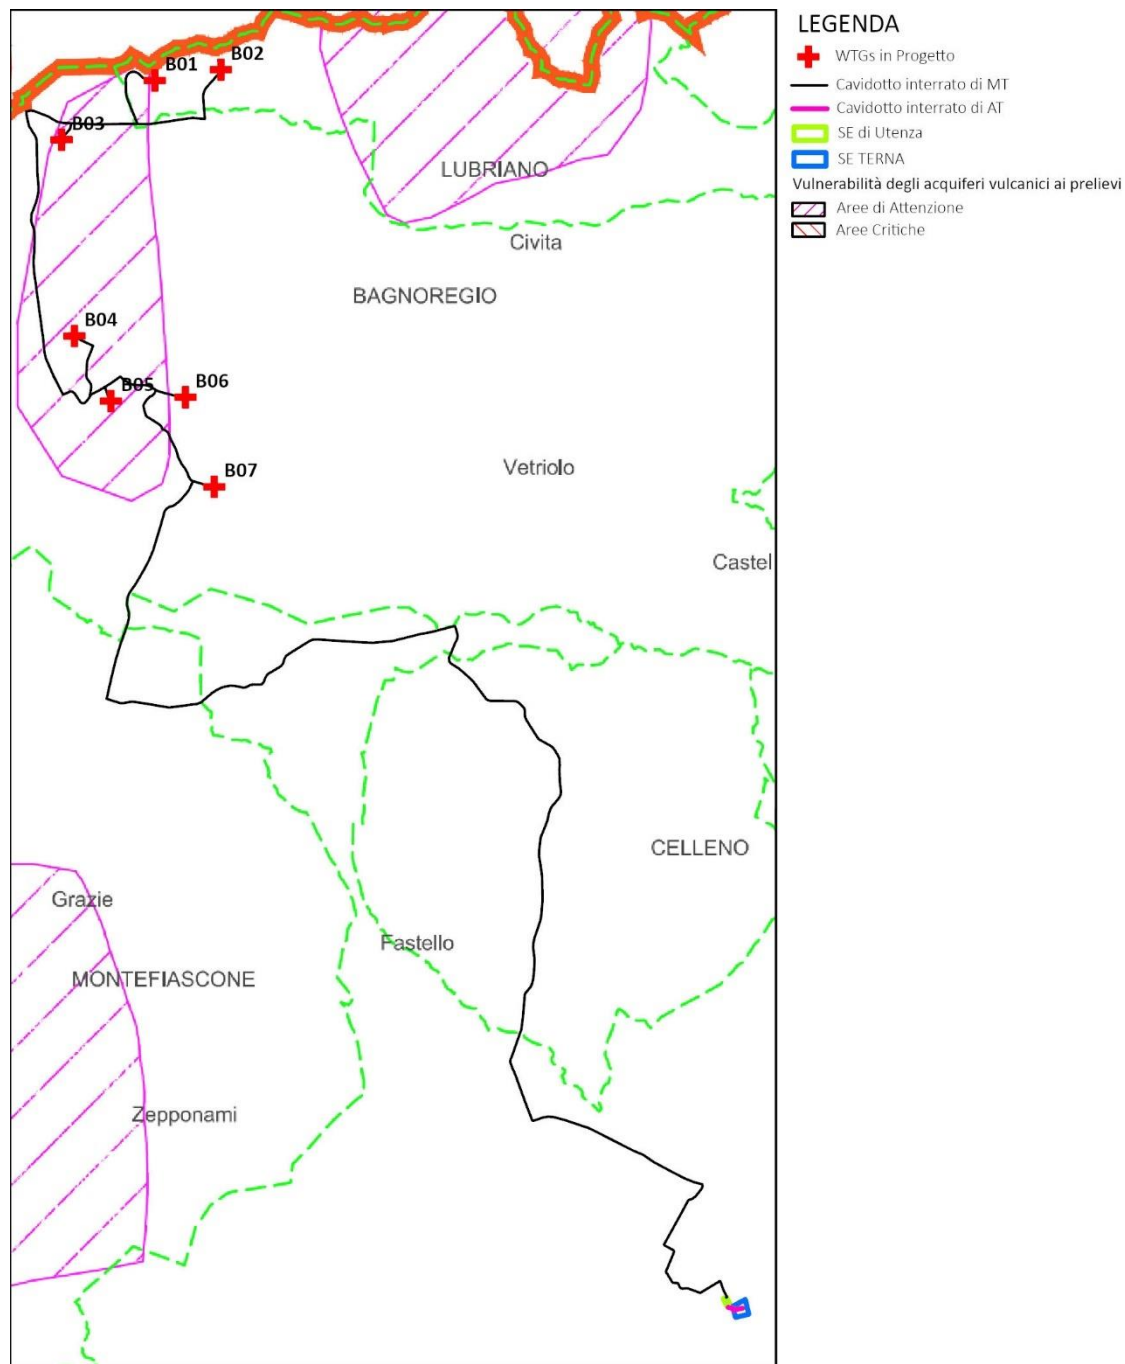 LEGENDA
WTGs in Progetto
Cavidotto interrato di MT
Cavidotto interrato di AT
SE di Utenza
SE TERNA
Vulnerabilità degli acquiferi vulcanici ai prelievi
Aree di Attenzione
Aree Critiche
B01
B02
B03
LUBRIANO
Civita
BAGNOREGIO
B04
B05
B06
Vetriolo
B07
Castel
CELLENO
Grazie
Fastello
MONTEFIASCONE
Zepponami